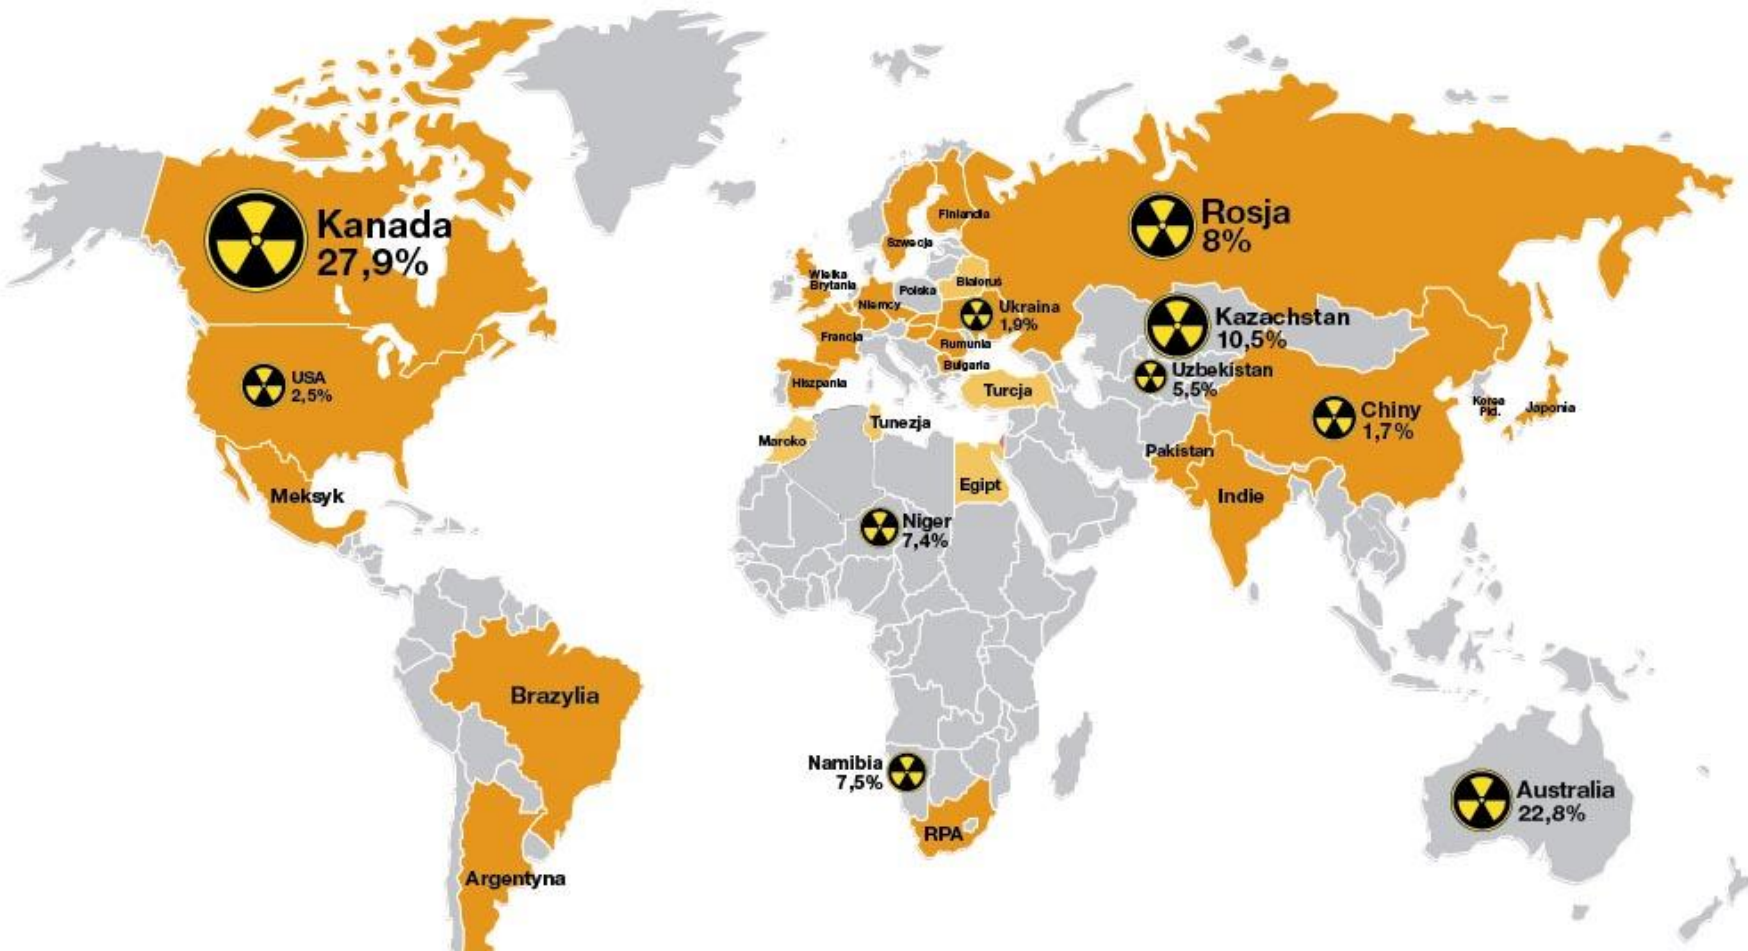 Kanada
27,9%
USA
2,5%
Meksyk
Brazylia
Argentyna
Finlandia
Szwecja
Wielka
Brytania
Polska
Białoruś
Niemcy
Ukraina
1,9%
Francja
Rumunia
Bulgaria
Hiszpania
Turcja
Tunezja
Maroko
Egipt
Niger
7,4%
Namibia
7,5%
RPA
Rosja
8%
Kazachstan
10,5%
Uzbekistan
5,5%
Chiny
1,7%
Korea
Płd.
Japonia
Pakistan
Indie
Australia
22,8%